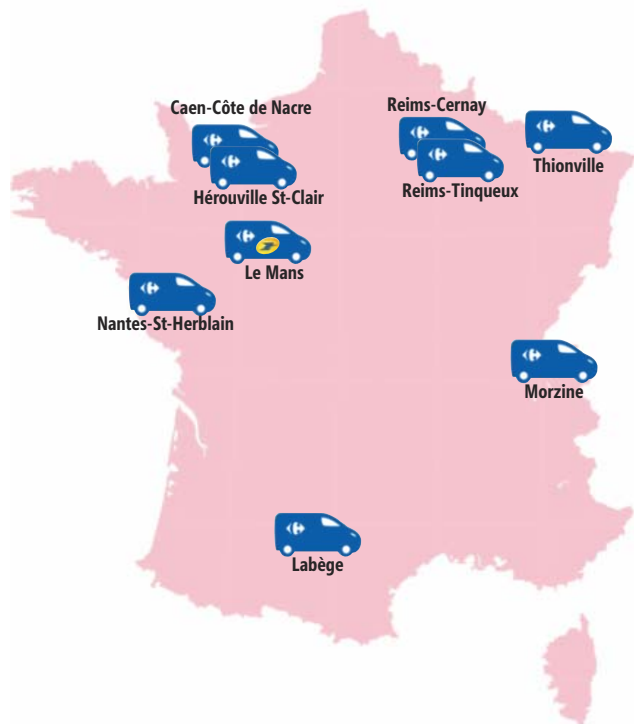 Caen-Côte de Nacre
Reims-Cernay
Thionville
Hérouville St-Clair
Reims-Tinqueux
Le Mans
Nantes-St-Herblain
Morzine
Labège